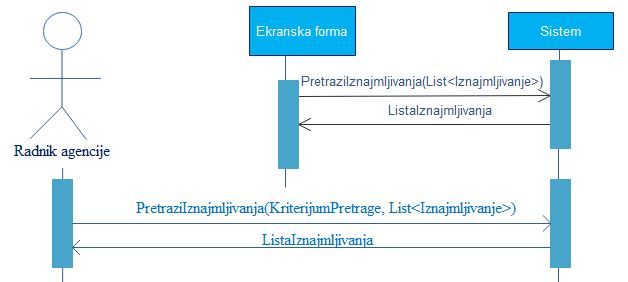 Ekranska forma
Sistem
PretraziIznajmljivanja(List<Iznajmljivanje>)
ListaIznajmljivanja
Radnik agencije
PretraziIznajmljivanja(KriterijumPretrage, List<Iznajmljivanje>)
ListaIznajmljivanja